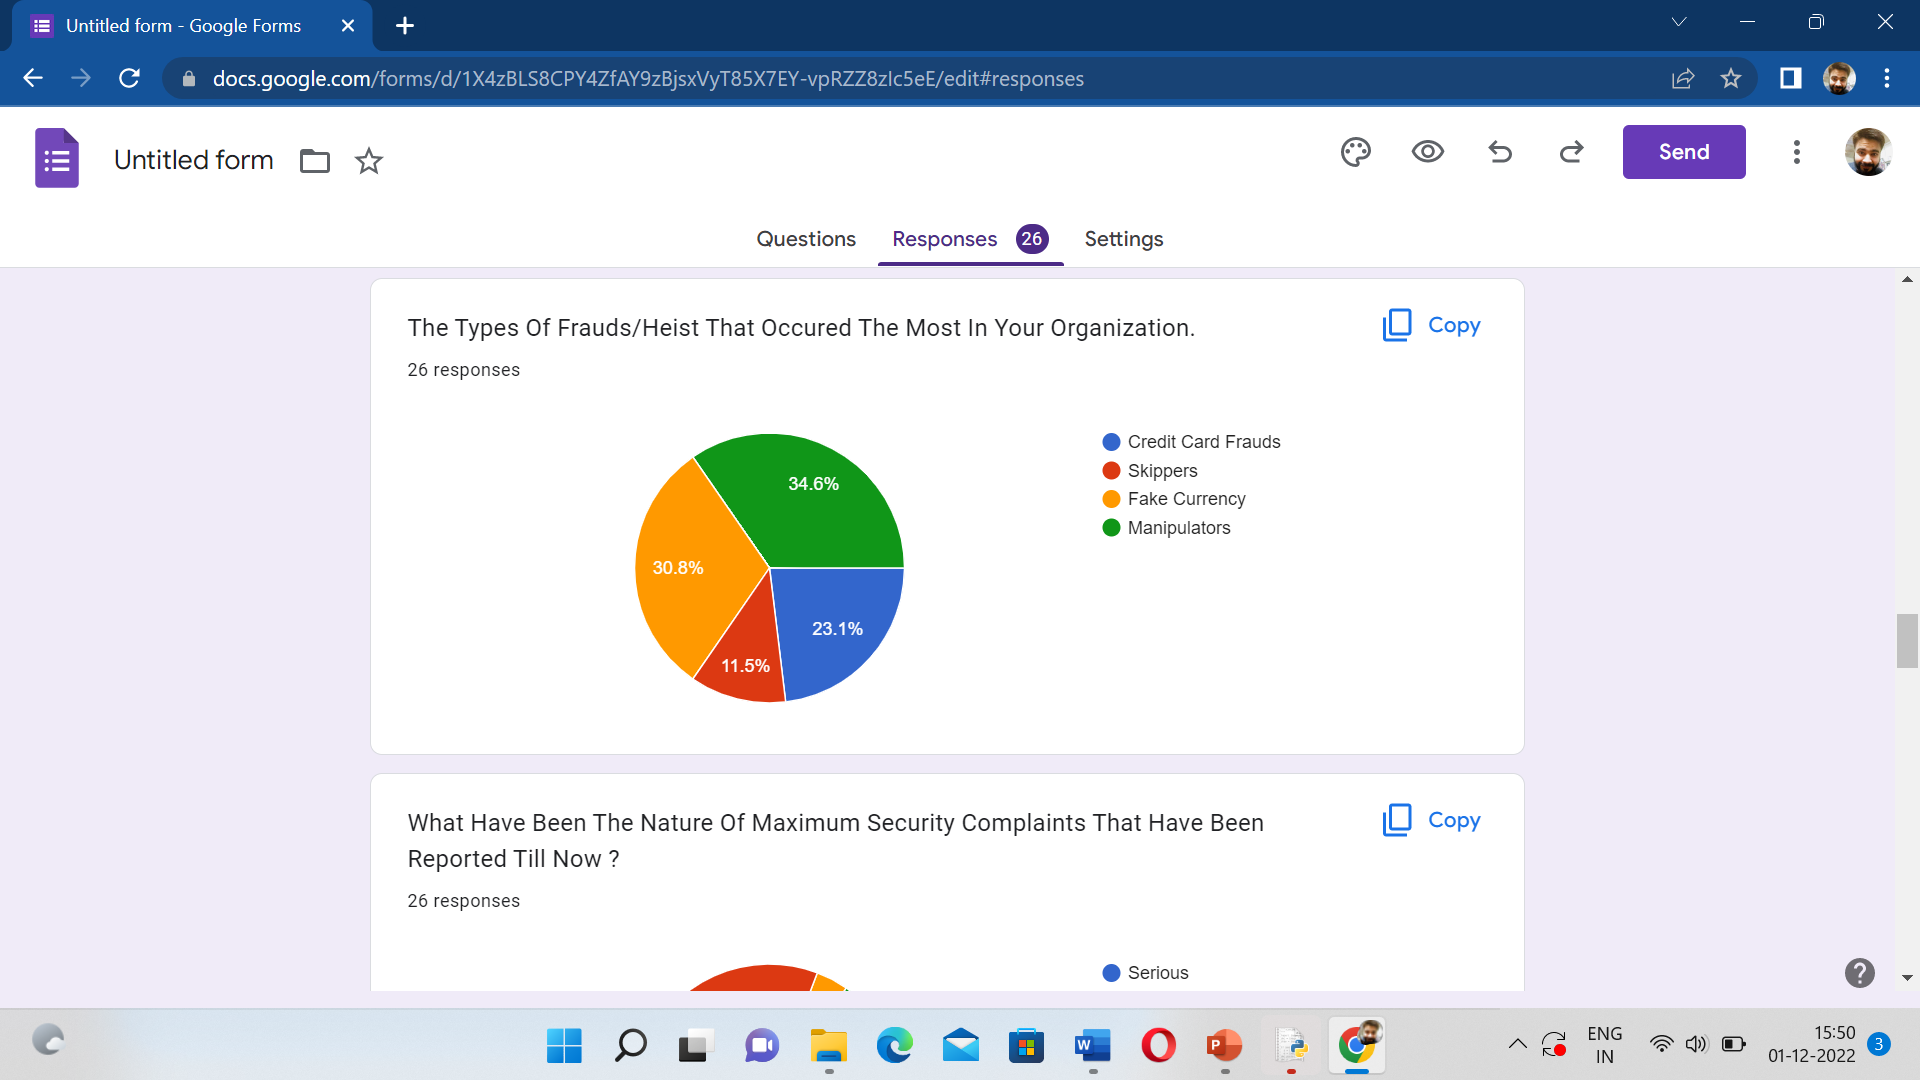 Untitled form - Google Forms
docs.google.com/forms/d/1X4zBLS8CPY4ZfAY9zBjsxVyT85X7EY-vpRZZ8zIc5eE/edit#responses
Untitled form
Send
Questions
Responses 26
Settings
The Types Of Frauds/Heist That Occured The Most In Your Organization.
Copy
26 responses
34.6%
30.8%
23.1%
11.5%
Credit Card Frauds
Skippers
Fake Currency
Manipulators
What Have Been The Nature Of Maximum Security Complaints That Have Been
Reported Till Now ?
Copy
26 responses
Serious
W
P
ENG
IN
15:50
01-12-2022
3